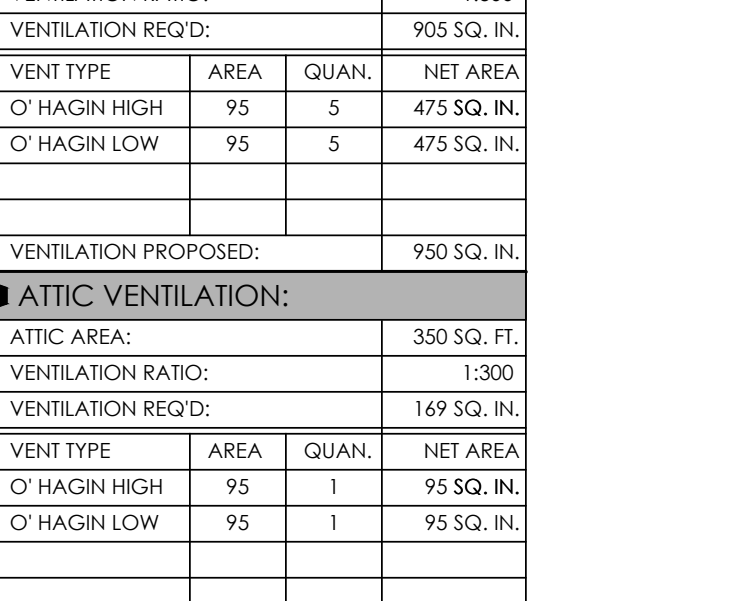 VENTILATION REQ'D: 905 SQ. IN.
VENT TYPE AREA QUAN. NET AREA
O' HAGIN HIGH 95 5 475 SQ. IN.
O' HAGIN LOW 95 5 475 SQ. IN.
VENTILATION PROPOSED: 950 SQ. IN.
ATTIC VENTILATION:
ATTIC AREA: 350 SQ. FT.
VENTILATION RATIO: 1:300
VENTILATION REQ'D: 169 SQ. IN.
VENT TYPE AREA QUAN. NET AREA
O' HAGIN HIGH 95 1 95 SQ. IN.
O' HAGIN LOW 95 1 95 SQ. IN.